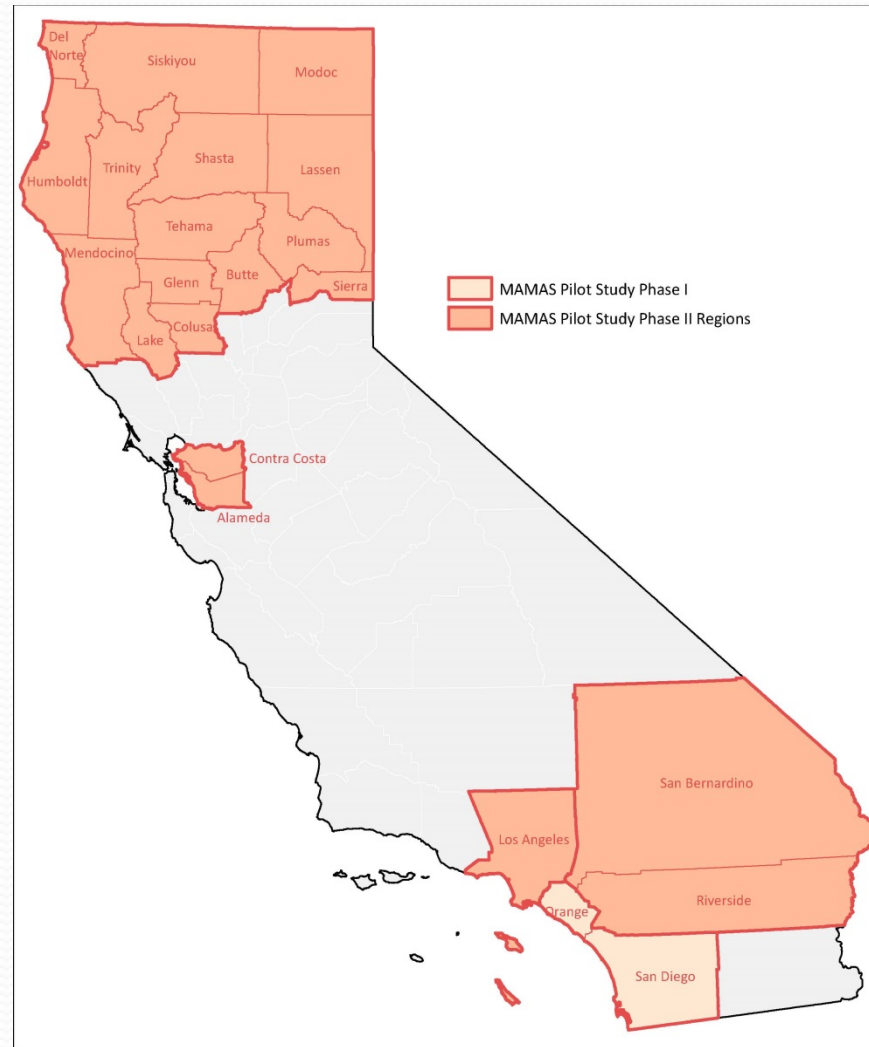 Del
Norte
Siskiyou
Modoc
Humboldt
Trinity
Shasta
Lassen
Tehama
Plumas
Mendocino
Glenn
Butte
Sierra
Lake
Colusa
MAMAS Pilot Study Phase I
MAMAS Pilot Study Phase II Regions
Contra Costa
Alameda
San Bernardino
Los Angeles
Riverside
Orange
San Diego